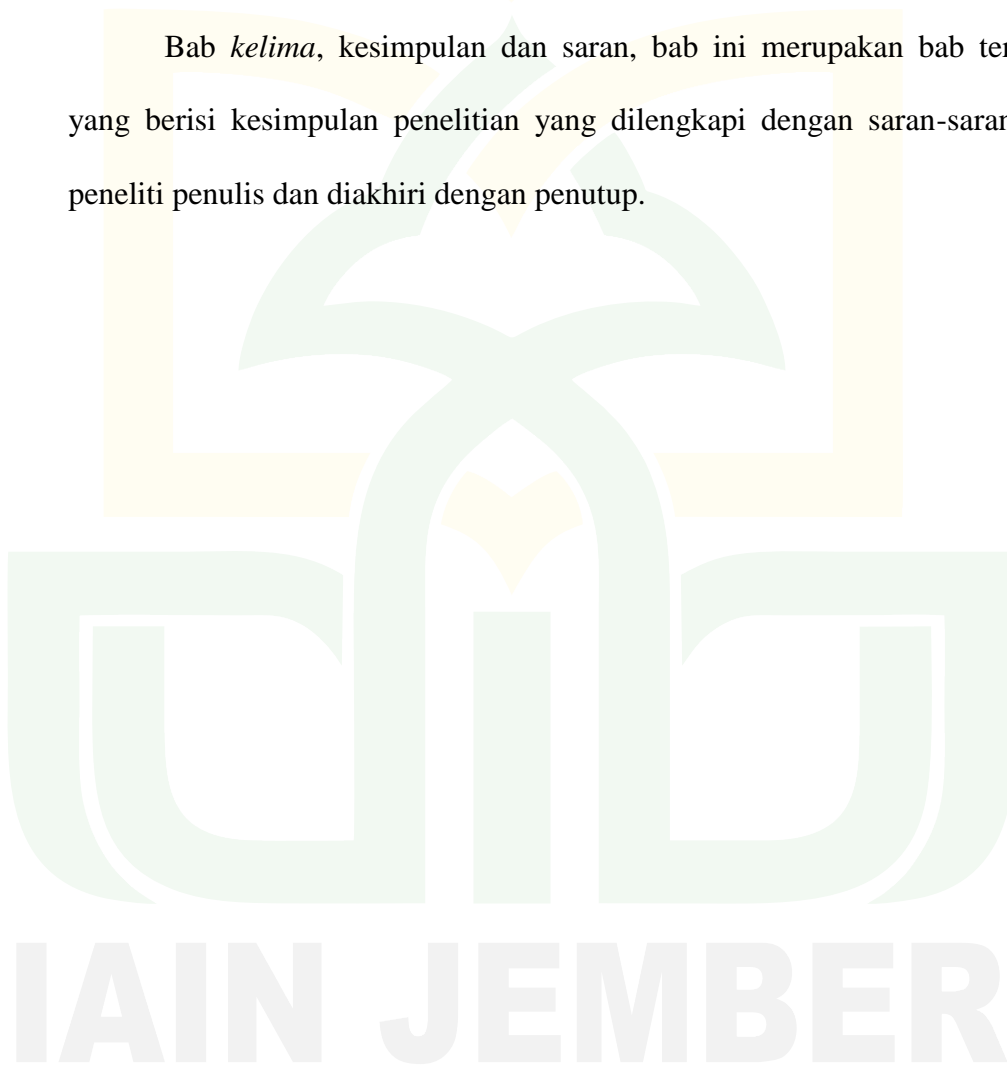 Bab kelima, kesimpulan dan saran, bab ini merupakan bab ter
yang berisi kesimpulan penelitian yang dilengkapi dengan saran-saran
peneliti penulis dan diakhiri dengan penutup.
IAIN JEMBER